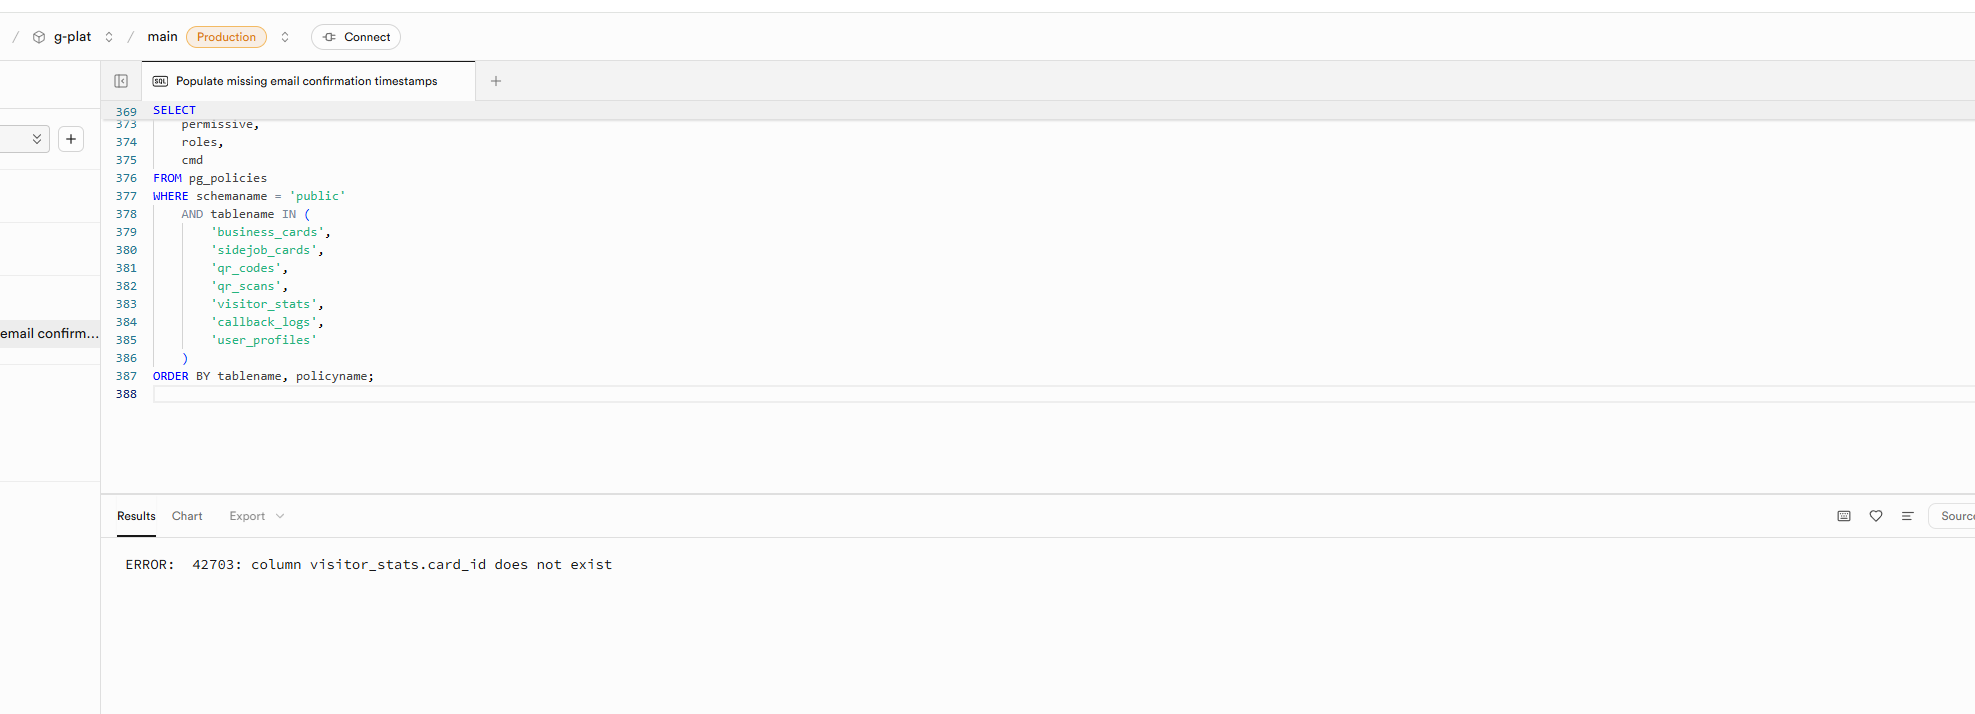 / g-plat / main Production Connect
SQL Populate missing email confirmation timestamps +
369 SELECT
373 permissive,
374 roles,
375 cmd
376 FROM pg_policies
377 WHERE schemaname = 'public'
378 AND tablename IN (
379 'business_cards',
380 'sidejob_cards',
381 'qr_codes',
382 'qr_scans',
383 'visitor_stats',
384 'callback_logs',
385 'user_profiles'
386 )
387 ORDER BY tablename, policyname;
388
email confirm...
Results Chart Export
Sourc
ERROR: 42703: column visitor_stats.card_id does not exist